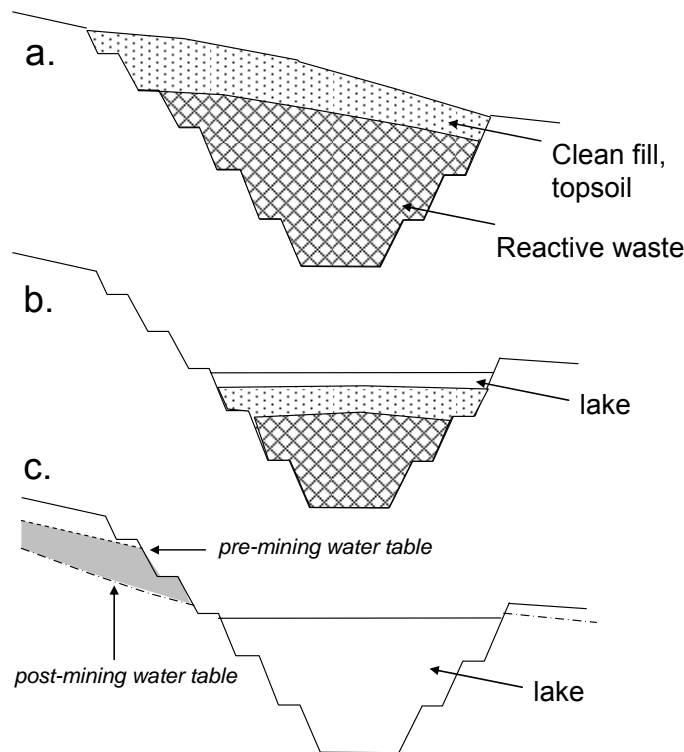 a.
Clean fill,
topsoil
Reactive waste
b.
lake
c.
pre-mining water table
post-mining water table
lake